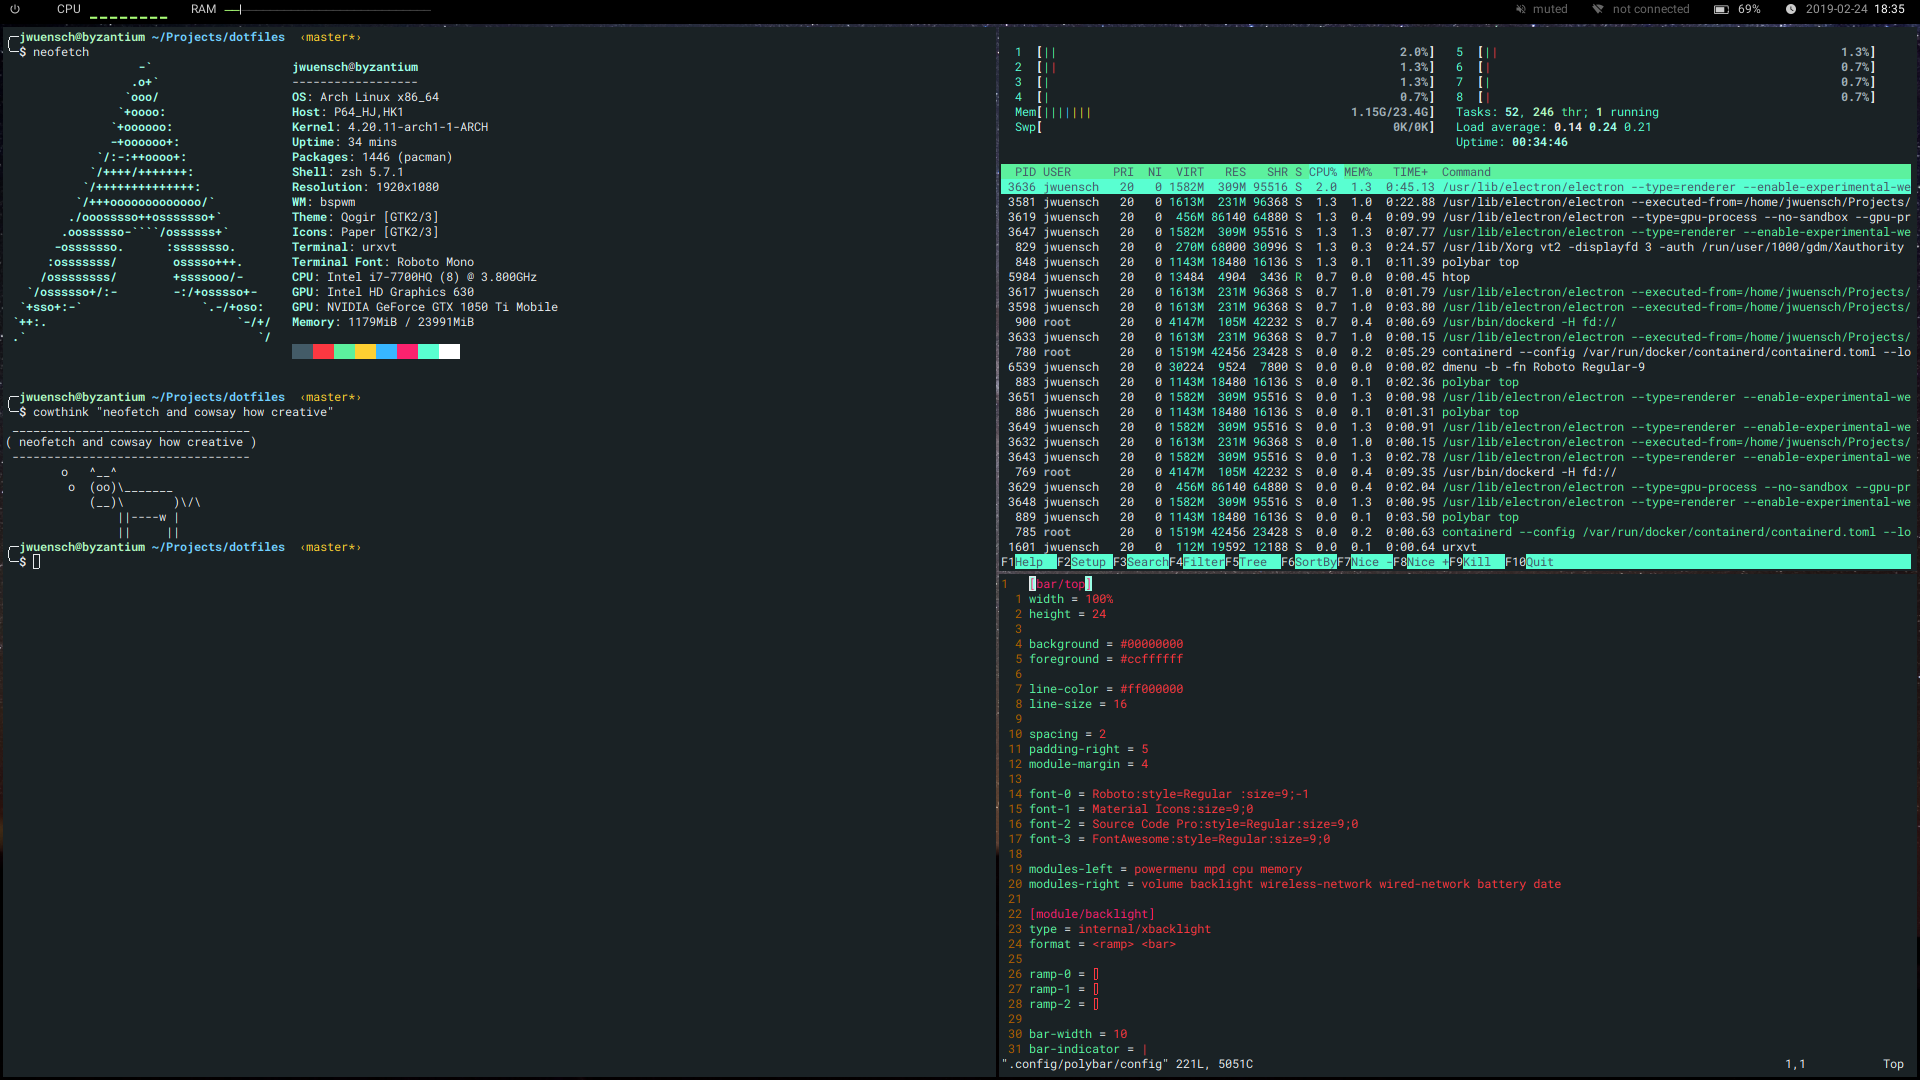 CPU RAM muted not connected 69% 2019-02-24 18:35
jwuensch@byzantium ~/Projects/dotfiles ‹master*›
$ neofetch
jwuensch@byzantium
------------------
OS: Arch Linux x86_64
Host: P64_HJ,HK1
Kernel: 4.20.11-arch1-1-ARCH
Uptime: 34 mins
Packages: 1446 (pacman)
Shell: zsh 5.7.1
Resolution: 1920x1080
WM: bspwm
Theme: Qogir [GTK2/3]
Icons: Paper [GTK2/3]
Terminal: urxvt
Terminal Font: Roboto Mono
CPU: Intel i7-7700HQ (8) @ 3.800GHz
GPU: Intel HD Graphics 630
GPU: NVIDIA GeForce GTX 1050 Ti Mobile
Memory: 1179MiB / 23991MiB
jwuensch@byzantium ~/Projects/dotfiles ‹master*›
$ cowthink "neofetch and cowsay how creative"
__________________________________
( neofetch and cowsay how creative )
----------------------------------
o ^__^
o (oo)\_______
(__)\ )\/\
||----w |
|| ||
jwuensch@byzantium ~/Projects/dotfiles ‹master*›
$
1 [|| 2.0%] 5 [|| 1.3%]
2 [|| 1.3%] 6 [| 0.7%]
3 [| 1.3%] 7 [| 0.7%]
4 [| 0.7%] 8 [| 0.7%]
Mem[||||||| 1.15G/23.4G] Tasks: 52, 246 thr; 1 running
Swp[ 0K/0K] Load average: 0.14 0.24 0.21
Uptime: 00:34:46
PID USER PRI NI VIRT RES SHR S CPU% MEM% TIME+ Command
3636 jwuensch 20 0 1582M 309M 95516 S 2.0 1.3 0:45.13 /usr/lib/electron/electron --type=renderer --enable-experimental-we
3581 jwuensch 20 0 1613M 231M 96368 S 1.3 1.0 0:22.88 /usr/lib/electron/electron --executed-from=/home/jwuensch/Projects/
3619 jwuensch 20 0 456M 86140 64880 S 1.3 0.4 0:09.99 /usr/lib/electron/electron --type=gpu-process --no-sandbox --gpu-pr
3647 jwuensch 20 0 1582M 309M 95516 S 1.3 1.3 0:07.77 /usr/lib/electron/electron --type=renderer --enable-experimental-we
829 jwuensch 20 0 270M 68000 30996 S 1.3 0.3 0:24.57 /usr/lib/Xorg vt2 -displayfd 3 -auth /run/user/1000/gdm/Xauthority
848 jwuensch 20 0 1143M 18480 16136 S 1.3 0.1 0:11.39 polybar top
5984 jwuensch 20 0 13484 4904 3436 R 0.7 0.0 0:00.45 htop
3617 jwuensch 20 0 1613M 231M 96368 S 0.7 1.0 0:01.79 /usr/lib/electron/electron --executed-from=/home/jwuensch/Projects/
3598 jwuensch 20 0 1613M 231M 96368 S 0.7 1.0 0:03.80 /usr/lib/electron/electron --executed-from=/home/jwuensch/Projects/
900 root 20 0 4147M 105M 42232 S 0.7 0.4 0:00.69 /usr/bin/dockerd -H fd://
3633 jwuensch 20 0 1613M 231M 96368 S 0.7 1.0 0:00.15 /usr/lib/electron/electron --executed-from=/home/jwuensch/Projects/
780 root 20 0 1519M 42456 23428 S 0.0 0.2 0:05.29 containerd --config /var/run/docker/containerd/containerd.toml --lo
6539 jwuensch 20 0 30224 9524 7800 S 0.0 0.0 0:00.02 dmenu -b -fn Roboto Regular-9
883 jwuensch 20 0 1143M 18480 16136 S 0.0 0.1 0:02.36 polybar top
3651 jwuensch 20 0 1582M 309M 95516 S 0.0 1.3 0:00.98 /usr/lib/electron/electron --type=renderer --enable-experimental-we
886 jwuensch 20 0 1143M 18480 16136 S 0.0 0.1 0:01.31 polybar top
3649 jwuensch 20 0 1582M 309M 95516 S 0.0 1.3 0:00.91 /usr/lib/electron/electron --type=renderer --enable-experimental-we
3632 jwuensch 20 0 1613M 231M 96368 S 0.0 1.0 0:00.15 /usr/lib/electron/electron --executed-from=/home/jwuensch/Projects/
3643 jwuensch 20 0 1582M 309M 95516 S 0.0 1.3 0:02.78 /usr/lib/electron/electron --type=renderer --enable-experimental-we
769 root 20 0 4147M 105M 42232 S 0.0 0.4 0:09.35 /usr/bin/dockerd -H fd://
3629 jwuensch 20 0 456M 86140 64880 S 0.0 0.4 0:02.04 /usr/lib/electron/electron --type=gpu-process --no-sandbox --gpu-pr
3648 jwuensch 20 0 1582M 309M 95516 S 0.0 1.3 0:00.95 /usr/lib/electron/electron --type=renderer --enable-experimental-we
889 jwuensch 20 0 1143M 18480 16136 S 0.0 0.1 0:03.50 polybar top
785 root 20 0 1519M 42456 23428 S 0.0 0.2 0:00.63 containerd --config /var/run/docker/containerd/containerd.toml --lo
1601 jwuensch 20 0 112M 19592 12188 S 0.0 0.1 0:00.64 urxvt
F1Help F2Setup F3SearchF4FilterF5Tree F6SortByF7Nice -F8Nice +F9Kill F10Quit
1 [bar/top]
1 width = 100%
2 height = 24
3
4 background = #00000000
5 foreground = #ccffffff
6
7 line-color = #ff000000
8 line-size = 16
9
10 spacing = 2
11 padding-right = 5
12 module-margin = 4
13
14 font-0 = Roboto:style=Regular :size=9;-1
15 font-1 = Material Icons:size=9;0
16 font-2 = Source Code Pro:style=Regular:size=9;0
17 font-3 = FontAwesome:style=Regular:size=9;0
18
19 modules-left = powermenu mpd cpu memory
20 modules-right = volume backlight wireless-network wired-network battery date
21
22 [module/backlight]
23 type = internal/xbacklight
24 format = <ramp> <bar>
25
26 ramp-0 =
27 ramp-1 =
28 ramp-2 =
29
30 bar-width = 10
31 bar-indicator = |
".config/polybar/config" 221L, 5051C 1,1 Top